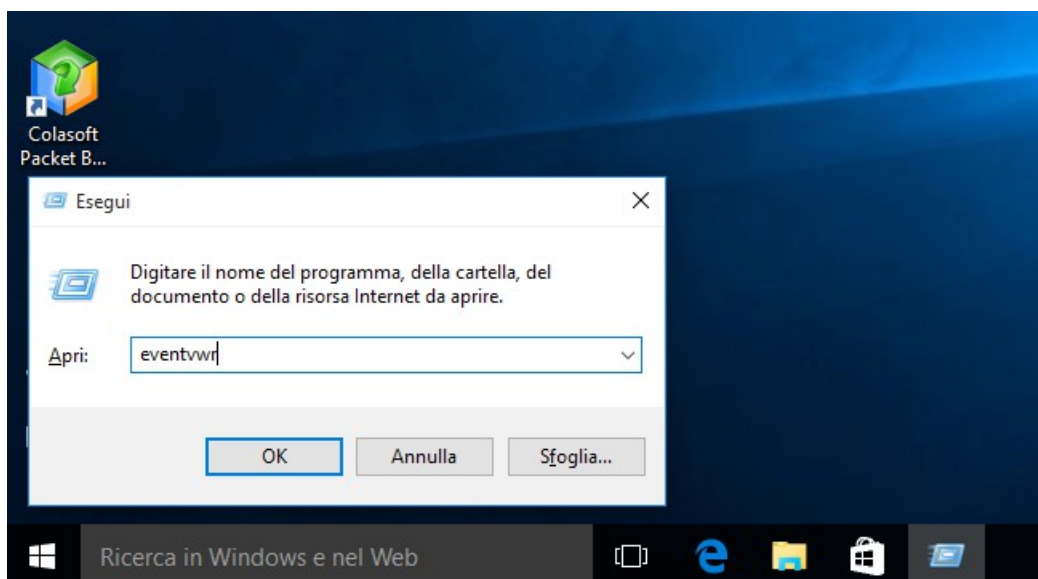 Colasoft
Packet B...
Esegui
Digitare il nome del programma, della cartella, del
documento o della risorsa Internet da aprire.
Apri:
eventvwr
OK
Annulla
Sfoglia...
Ricerca in Windows e nel Web